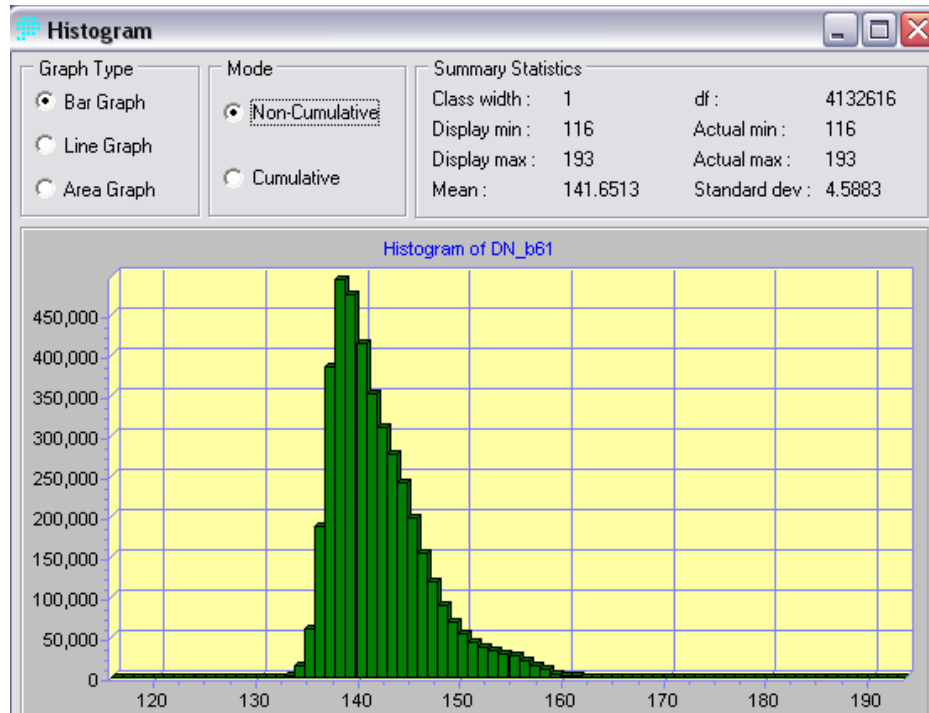 Histogram
Graph Type
Bar Graph
Line Graph
Area Graph
Mode
Non-Cumulative
Cumulative
Summary Statistics
Class width : 1 df : 4132616
Display min : 116 Actual min : 116
Display max : 193 Actual max : 193
Mean : 141.6513 Standard dev : 4.5883
Histogram of DN_b61
450,000
400,000
350,000
300,000
250,000
200,000
150,000
100,000
50,000
0
120 130 140 150 160 170 180 190